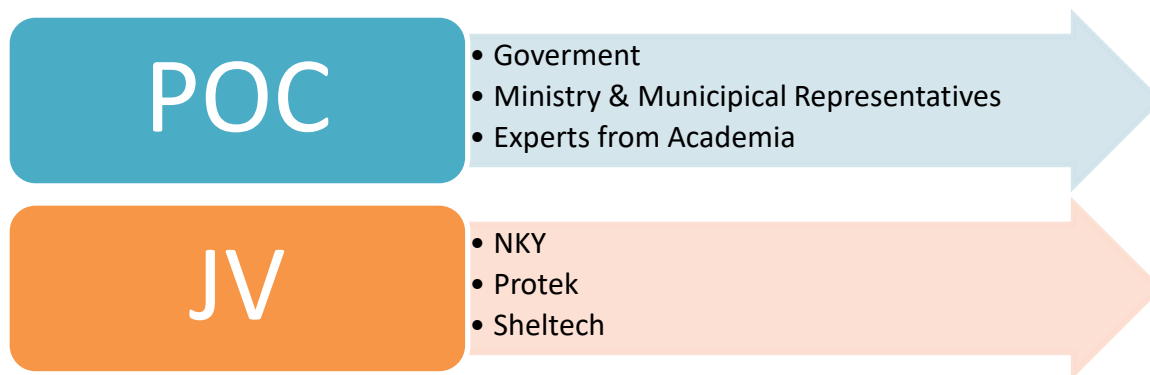 POC
• Goverment
• Ministry & Municipical Representatives
• Experts from Academia
JV
• NKY
• Protek
• Sheltech